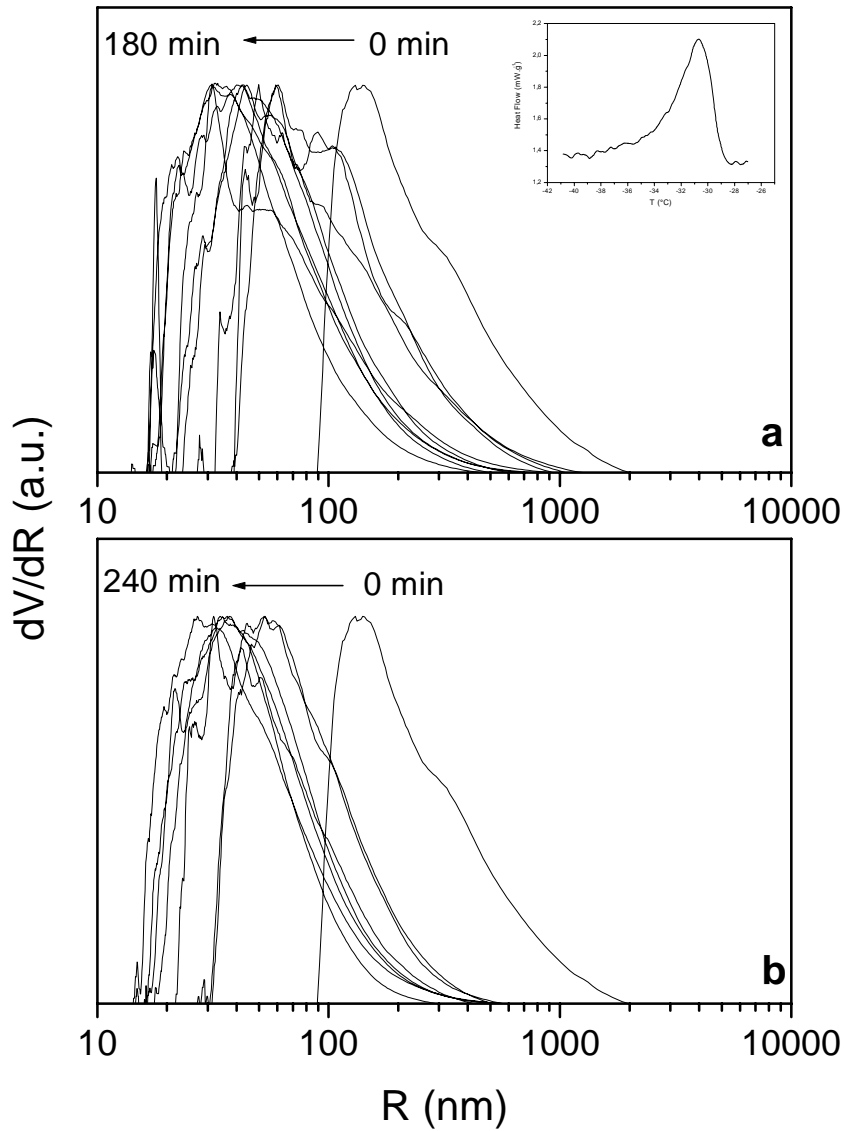 180 min
0 min
2,2
2,0
1,8
1,6
1,4
1,2
Heat Flow (mW.g¹)
-42 -40 -38 -36 -34 -32 -30 -28 -26
T (°C)
a
10 100 1000 10000
dV/dR (a.u.)
240 min
0 min
b
10 100 1000 10000
R (nm)